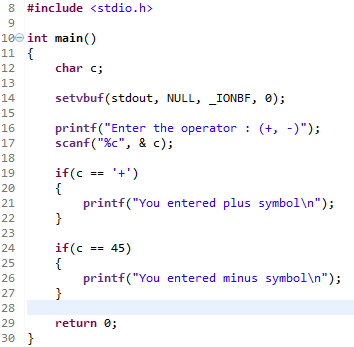 8 #include <stdio.h>
9
10 int main()
11 {
12     char c;
13
14     setvbuf(stdout, NULL, _IONBF, 0);
15
16     printf("Enter the operator : (+, -)");
17     scanf("%c", & c);
18
19     if(c == '+')
20     {
21         printf("You entered plus symbol\n");
22     }
23
24     if(c == 45)
25     {
26         printf("You entered minus symbol\n");
27     }
28
29     return 0;
30 }